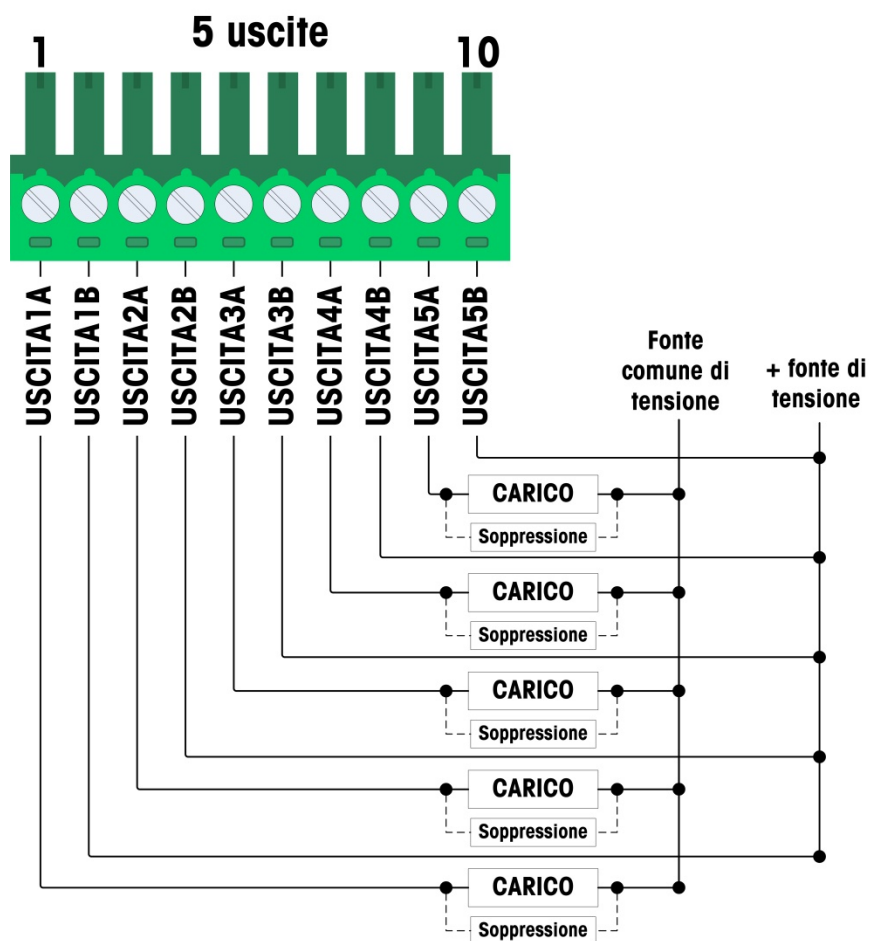 5 uscite
1
10
USCITA1A
USCITA1B
USCITA2A
USCITA2B
USCITA3A
USCITA3B
USCITA4A
USCITA4B
USCITA5A
USCITA5B
Fonte
comune di
tensione
+ fonte di
tensione
CARICO
Soppressione
CARICO
Soppressione
CARICO
Soppressione
CARICO
Soppressione
CARICO
Soppressione